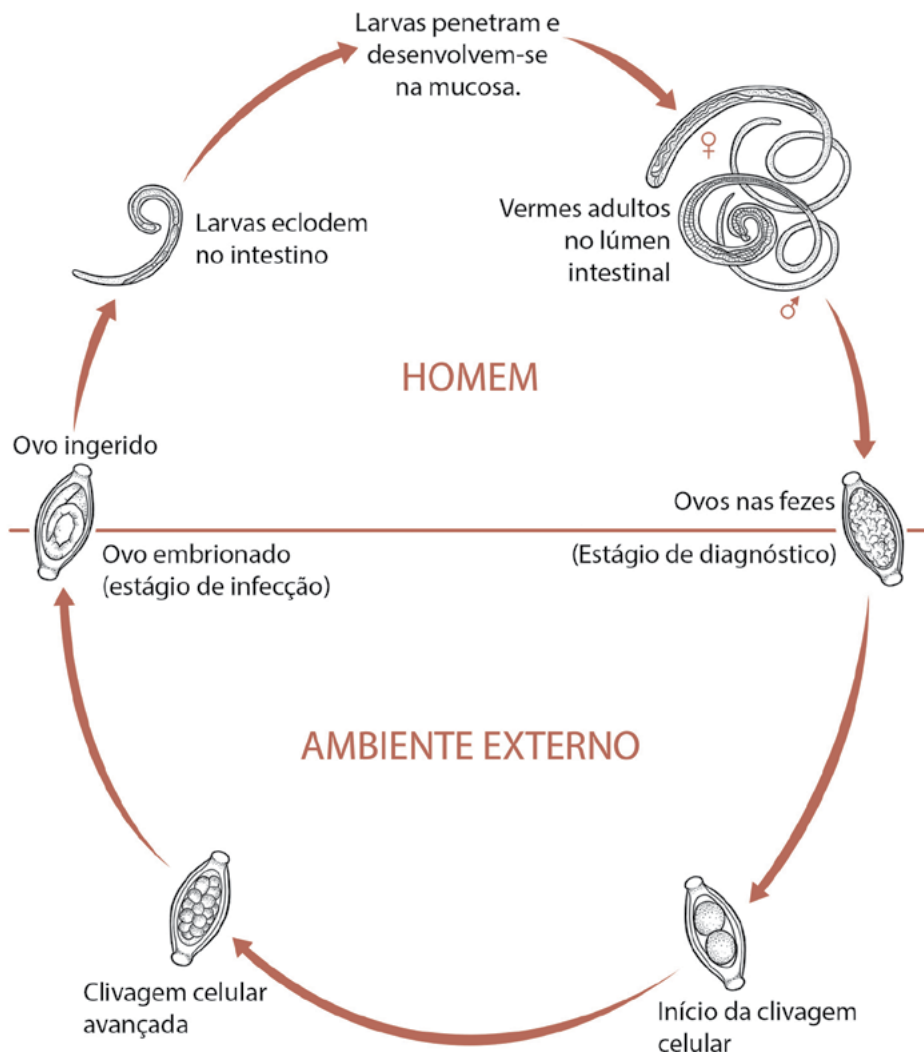 Larvas penetram e
desenvolvem-se
na mucosa.
♀
Vermes adultos
no lúmen
intestinal
♂
Larvas eclodem
no intestino
HOMEM
Ovo ingerido
Ovos nas fezes
Ovo embrionado
(estágio de infecção)
(Estágio de diagnóstico)
AMBIENTE EXTERNO
Clivagem celular
avançada
Início da clivagem
celular